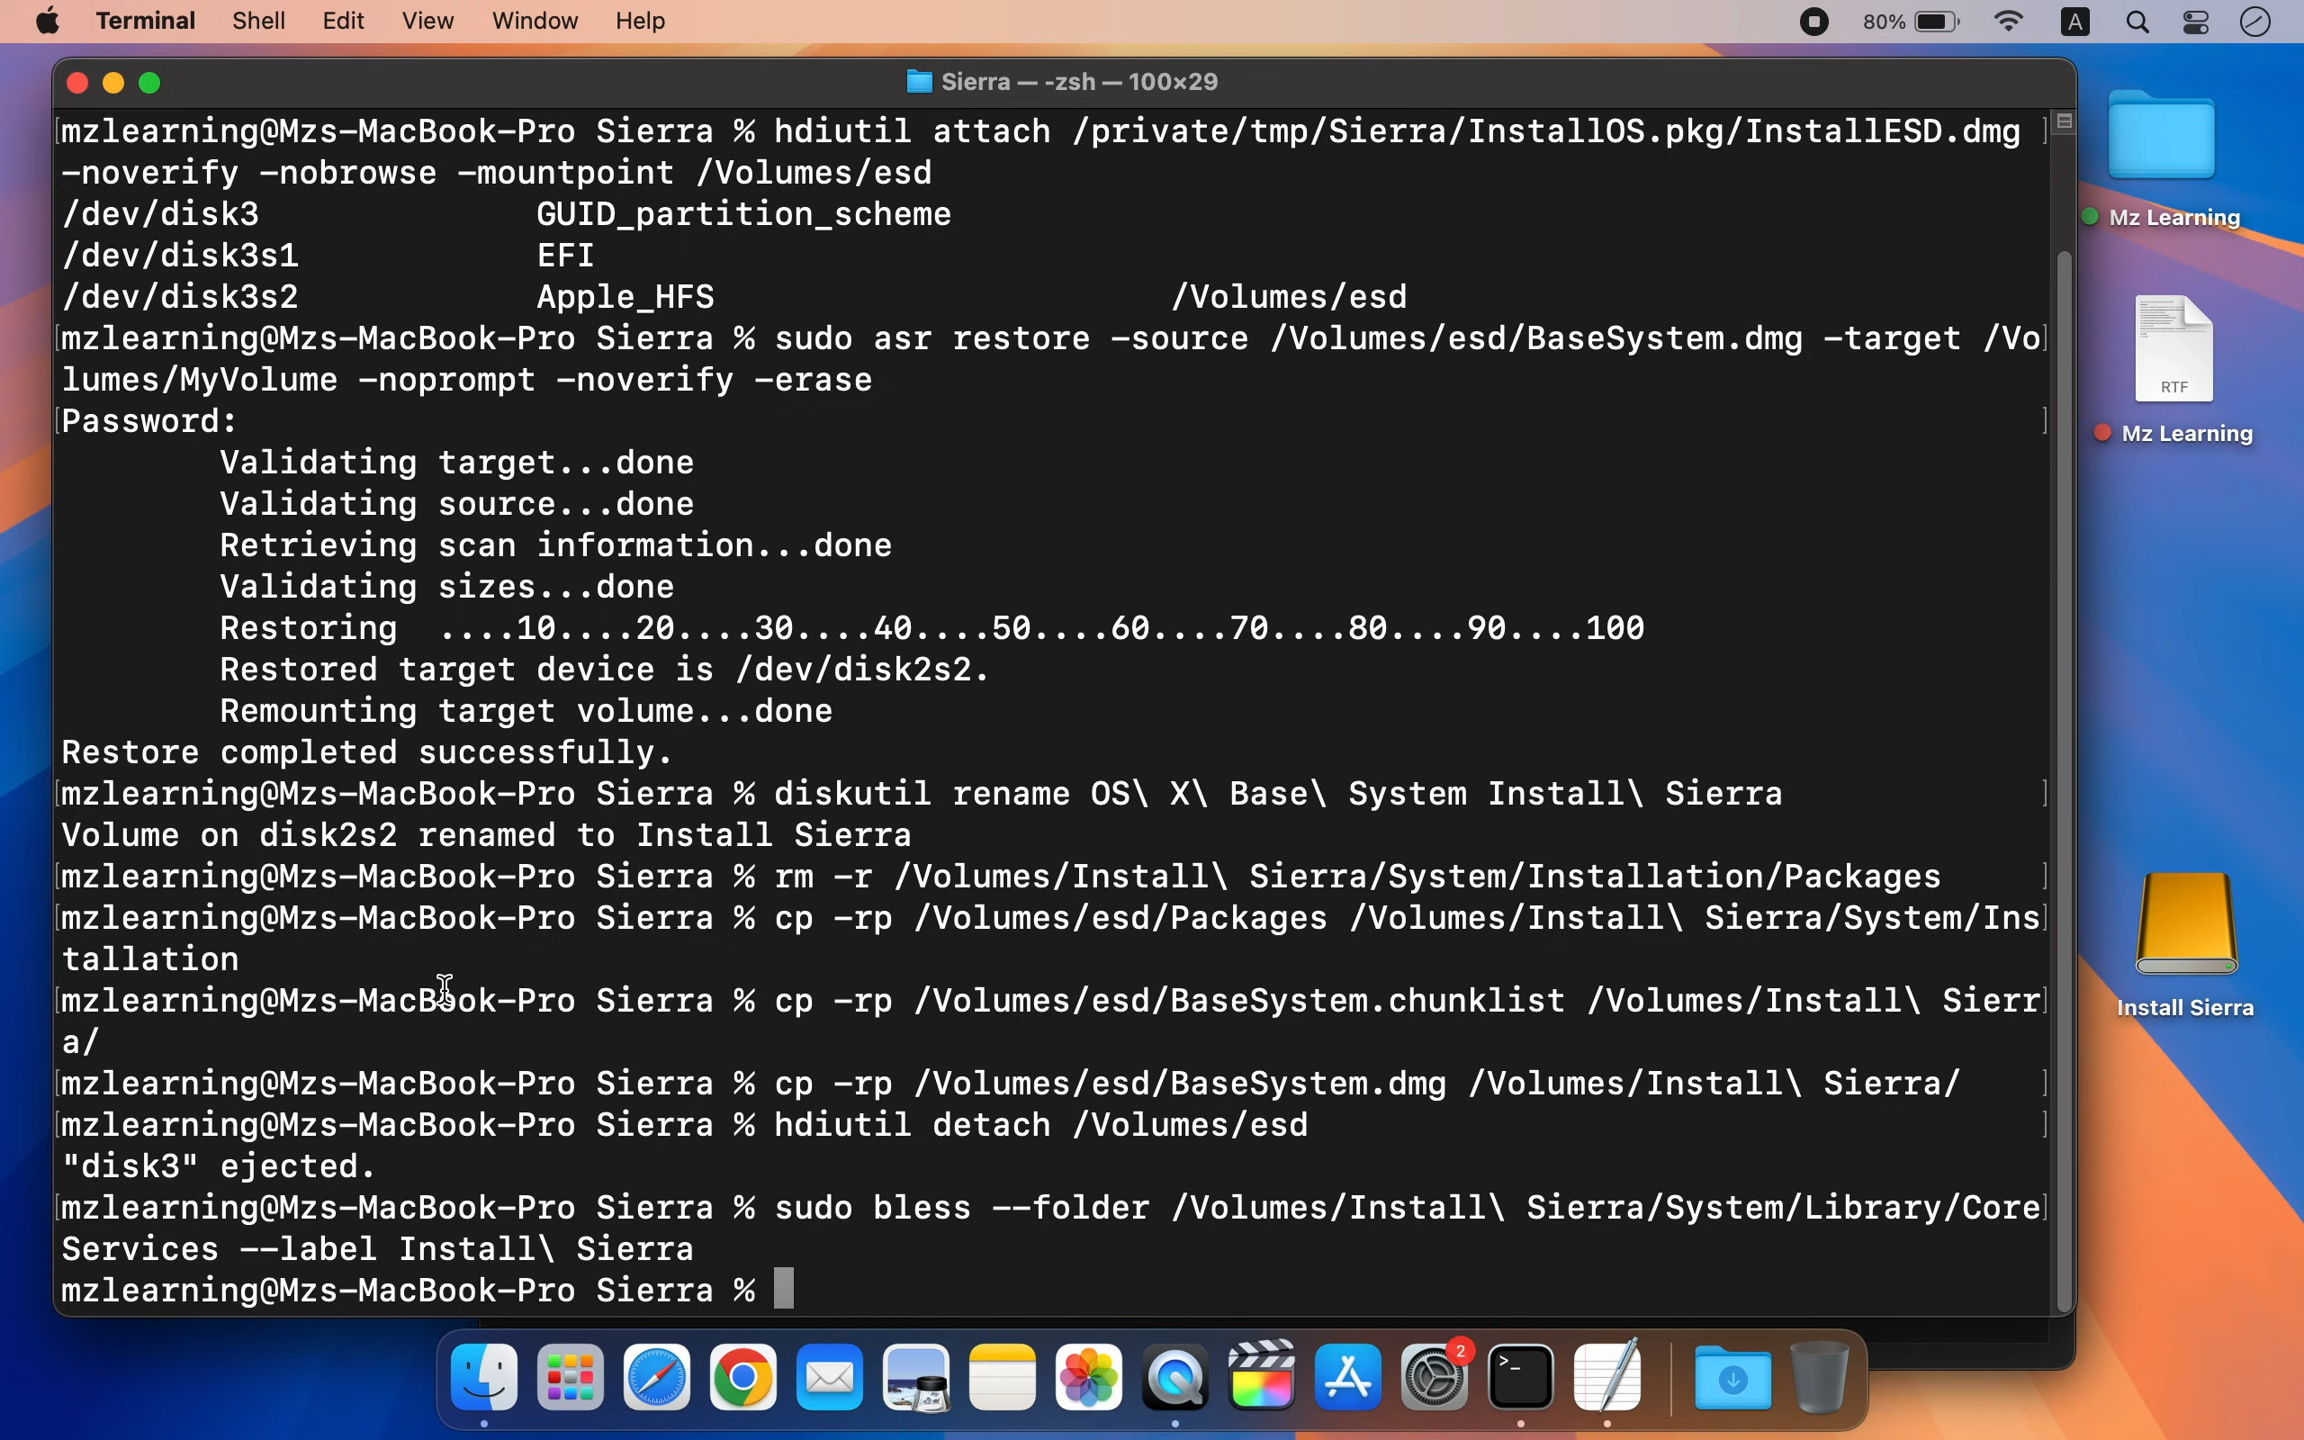 Terminal Shell Edit View Window Help 80% A
Sierra — -zsh — 100×29
[mzlearning@Mzs-MacBook-Pro Sierra % hdiutil attach /private/tmp/Sierra/InstallOS.pkg/InstallESD.dmg ]
-noverify -nobrowse -mountpoint /Volumes/esd
/dev/disk3 GUID_partition_scheme
/dev/disk3s1 EFI
/dev/disk3s2 Apple_HFS /Volumes/esd
[mzlearning@Mzs-MacBook-Pro Sierra % sudo asr restore -source /Volumes/esd/BaseSystem.dmg -target /Vo]
lumes/MyVolume -noprompt -noverify -erase
[Password: ]
Validating target...done
Validating source...done
Retrieving scan information...done
Validating sizes...done
Restoring ....10....20....30....40....50....60....70....80....90....100
Restored target device is /dev/disk2s2.
Remounting target volume...done
Restore completed successfully.
[mzlearning@Mzs-MacBook-Pro Sierra % diskutil rename OS\ X\ Base\ System Install\ Sierra ]
Volume on disk2s2 renamed to Install Sierra
[mzlearning@Mzs-MacBook-Pro Sierra % rm -r /Volumes/Install\ Sierra/System/Installation/Packages ]
[mzlearning@Mzs-MacBook-Pro Sierra % cp -rp /Volumes/esd/Packages /Volumes/Install\ Sierra/System/Ins]
tallation
[mzlearning@Mzs-MacBook-Pro Sierra % cp -rp /Volumes/esd/BaseSystem.chunklist /Volumes/Install\ Sierr]
a/
[mzlearning@Mzs-MacBook-Pro Sierra % cp -rp /Volumes/esd/BaseSystem.dmg /Volumes/Install\ Sierra/ ]
[mzlearning@Mzs-MacBook-Pro Sierra % hdiutil detach /Volumes/esd ]
"disk3" ejected.
[mzlearning@Mzs-MacBook-Pro Sierra % sudo bless --folder /Volumes/Install\ Sierra/System/Library/Core]
Services --label Install\ Sierra
mzlearning@Mzs-MacBook-Pro Sierra %
Mz Learning
RTF
Mz Learning
Install Sierra
2
>_